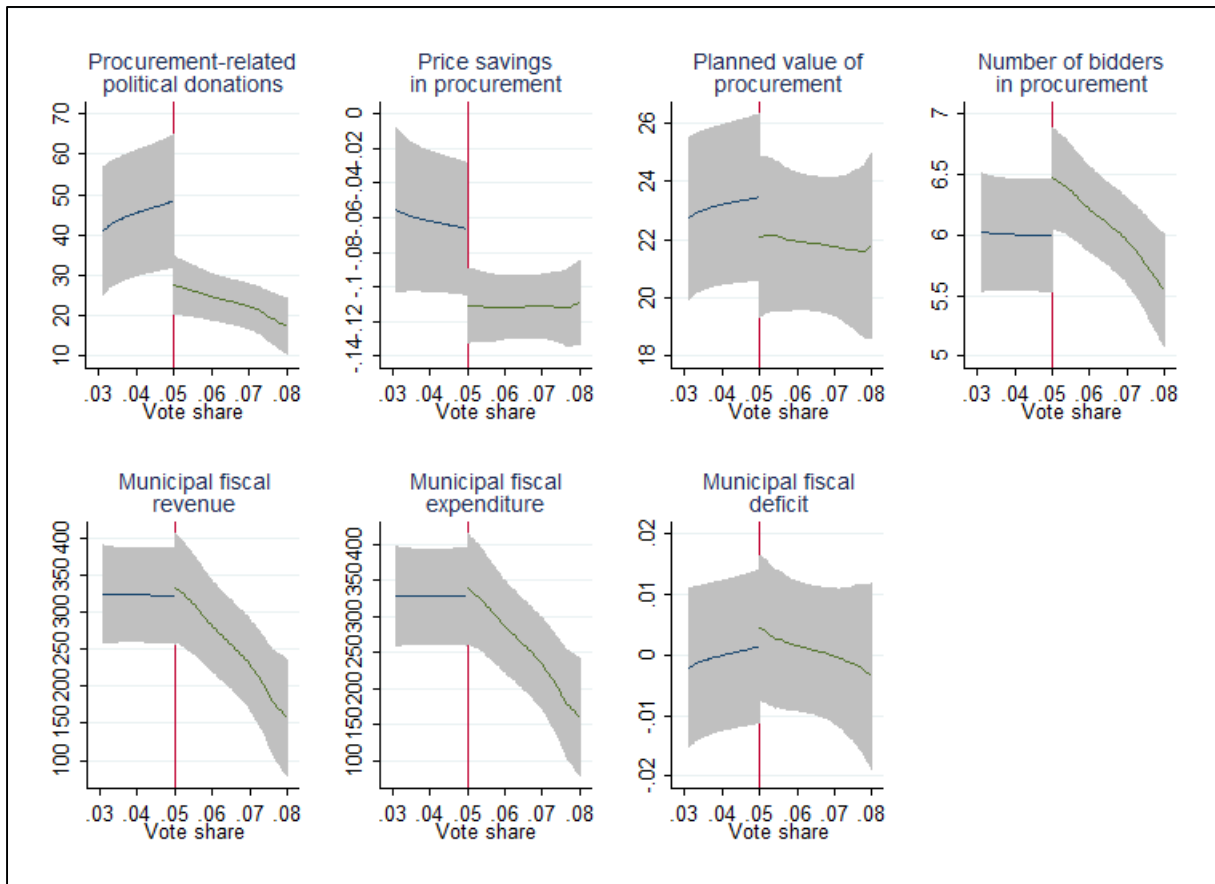 Procurement-related
political donations
Price savings
in procurement
Planned value of
procurement
Number of bidders
in procurement
70
60
50
40
30
20
10
0
-.02
-.04
-.06
-.08
-.1
-.12
-.14
26
24
22
20
18
7
6.5
6
5.5
5
.03 .04 .05 .06 .07 .08
Vote share
.03 .04 .05 .06 .07 .08
Vote share
.03 .04 .05 .06 .07 .08
Vote share
.03 .04 .05 .06 .07 .08
Vote share
Municipal fiscal
revenue
Municipal fiscal
expenditure
Municipal fiscal
deficit
400
350
300
250
200
150
100
400
350
300
250
200
150
100
.02
.01
0
-.01
-.02
.03 .04 .05 .06 .07 .08
Vote share
.03 .04 .05 .06 .07 .08
Vote share
.03 .04 .05 .06 .07 .08
Vote share